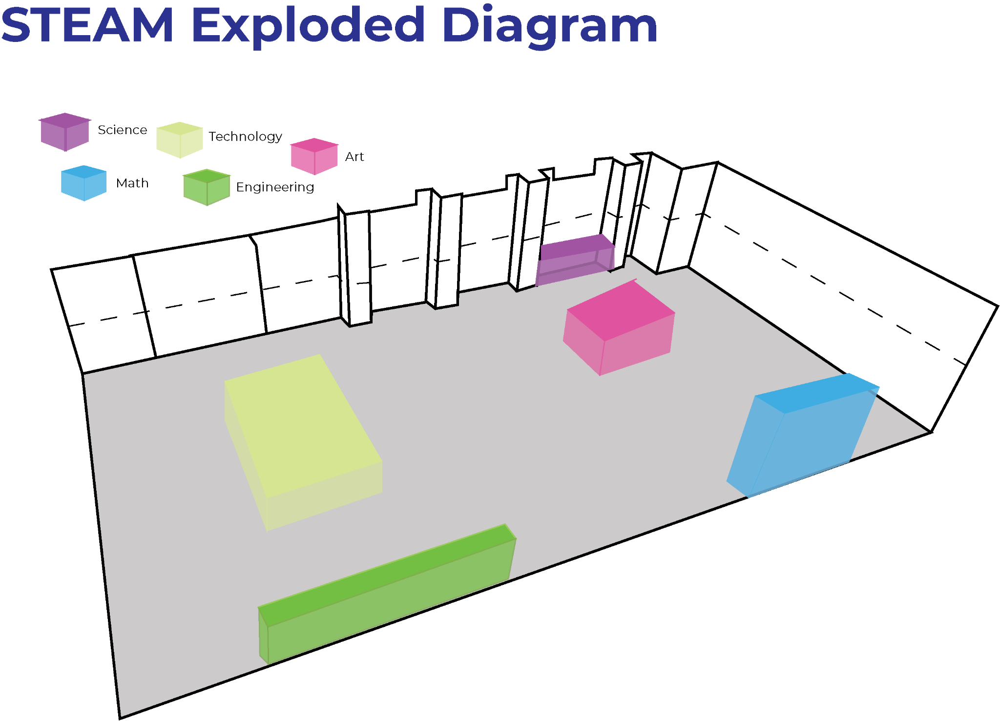 STEAM Exploded Diagram
Science
Technology
Art
Math
Engineering